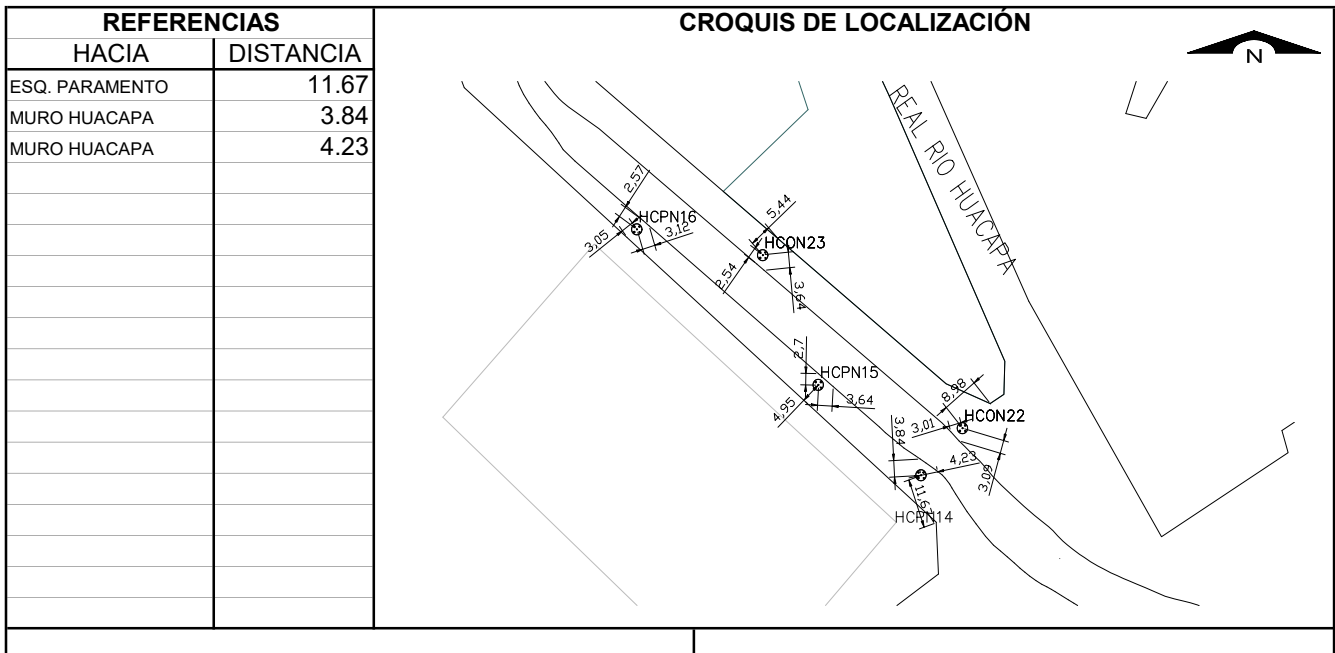 REFERENCIAS
HACIA DISTANCIA
ESQ. PARAMENTO 11.67
MURO HUACAPA 3.84
MURO HUACAPA 4.23
CROQUIS DE LOCALIZACIÓN
N
REAL RIO HUACAPA
2,57
HCPN16
3,05
3,12
5,44
HCON23
2,54
3,64
2,7
HCPN15
4,95
3,64
8,98
HCON22
3,01
3,84
4,23
3,09
11,67
HCPN14